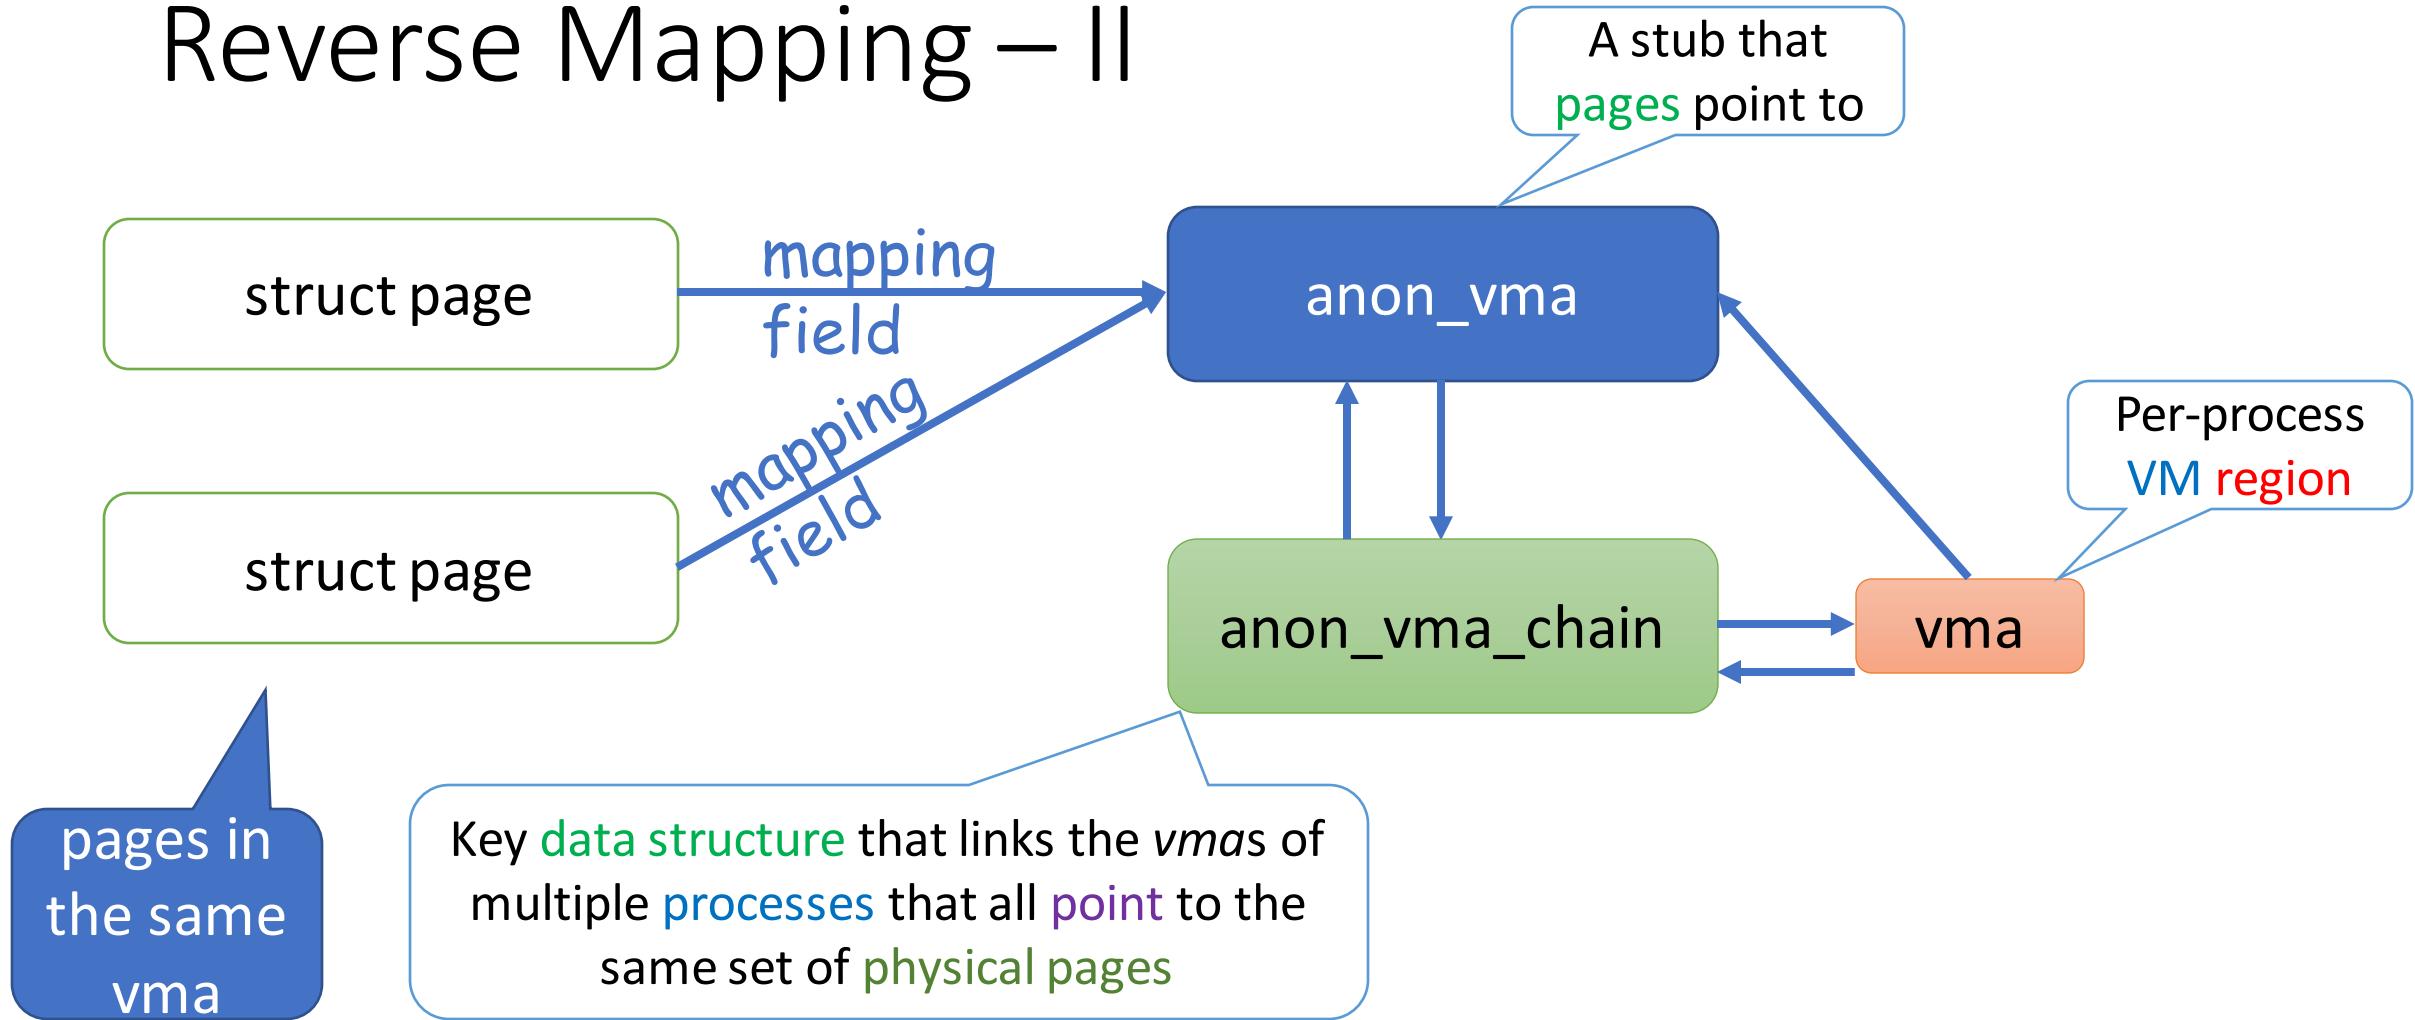 Reverse Mapping – II
A stub that
pages point to
struct page
mapping
field
anon_vma
mapping
field
Per-process
VM region
struct page
anon_vma_chain
vma
pages in
the same
vma
Key data structure that links the vmas of
multiple processes that all point to the
same set of physical pages